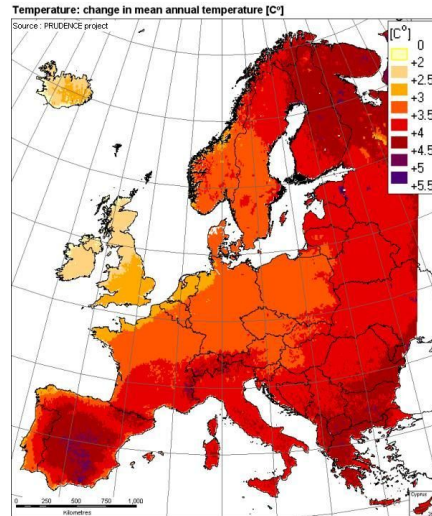 Temperature: change in mean annual temperature [C°]
Source : PRUDENCE project
[C°]
0
+2
+2.5
+3
+3.5
+4
+4.5
+5
+5.5
0 250 500 750 1,000
Kilometres
Cyprus